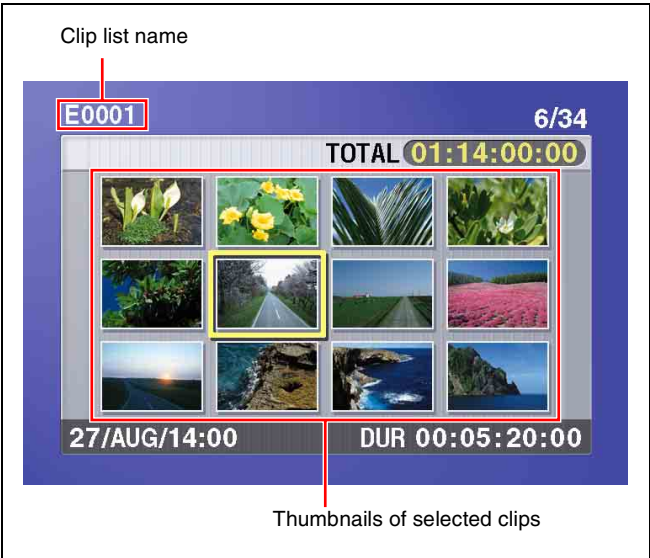 Clip list name
E0001
6/34
TOTAL 01:14:00:00
27/AUG/14:00
DUR 00:05:20:00
Thumbnails of selected clips